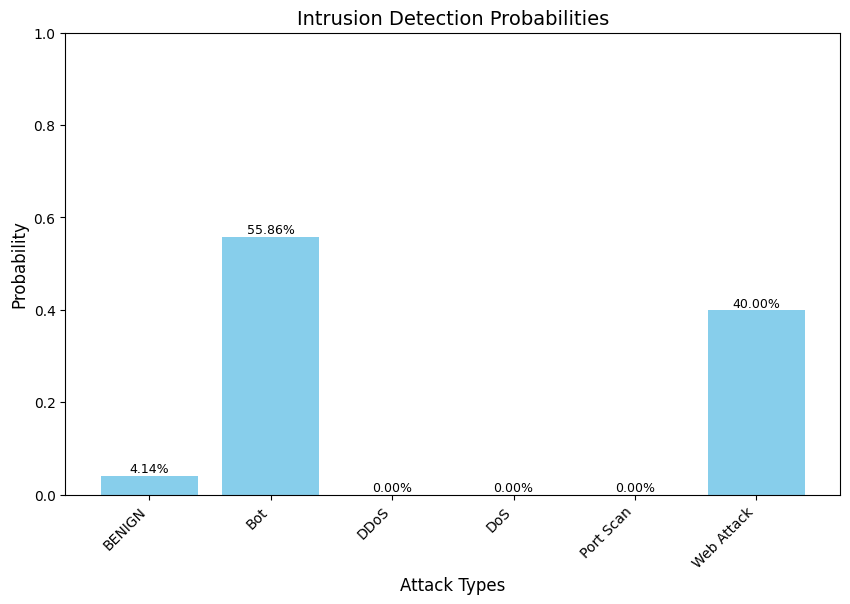 Intrusion Detection Probabilities
1.0
0.8
0.6
0.4
0.2
0.0
Probability
4.14%
55.86%
0.00%
0.00%
0.00%
40.00%
BENIGN
Bot
DDoS
DoS
Port Scan
Web Attack
Attack Types